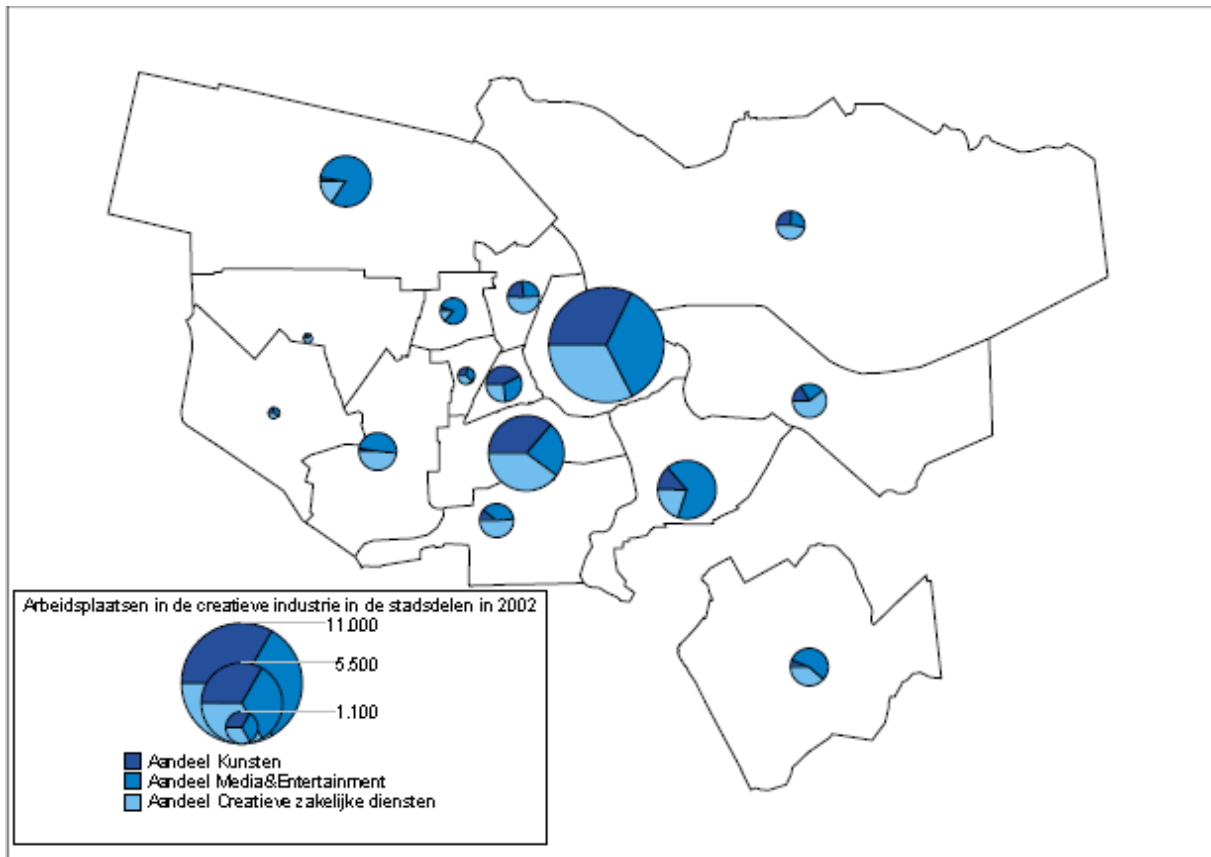 Arbeidsplaatsen in de creatieve industrie in de stadsdelen in 2002
11.000
5.500
1.100
Aandeel Kunsten
Aandeel Media&Entertainment
Aandeel Creatieve zakelijke diensten